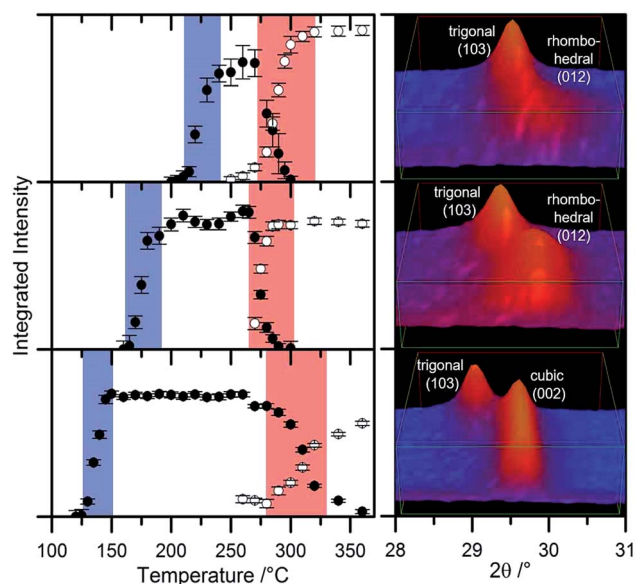 trigonal
(103)
rhombo-
hedral
(012)
trigonal
(103)
rhombo-
hedral
(012)
trigonal
(103)
cubic
(002)
Integrated Intensity
100 150 200 250 300 350
28 29 30 31
Temperature /°C
2θ /°